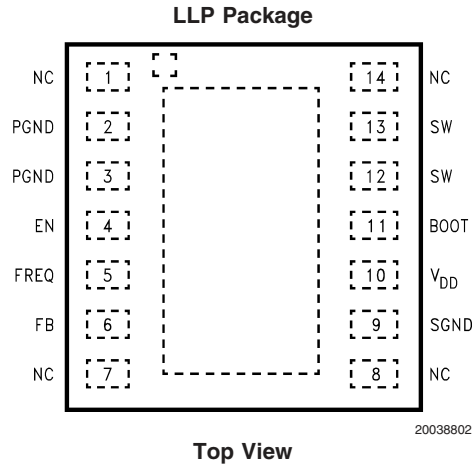 LLP Package
NC 1 14 NC
PGND 2 13 SW
PGND 3 12 SW
EN 4 11 BOOT
FREQ 5 10 VDD
FB 6 9 SGND
NC 7 8 NC
20038802
Top View